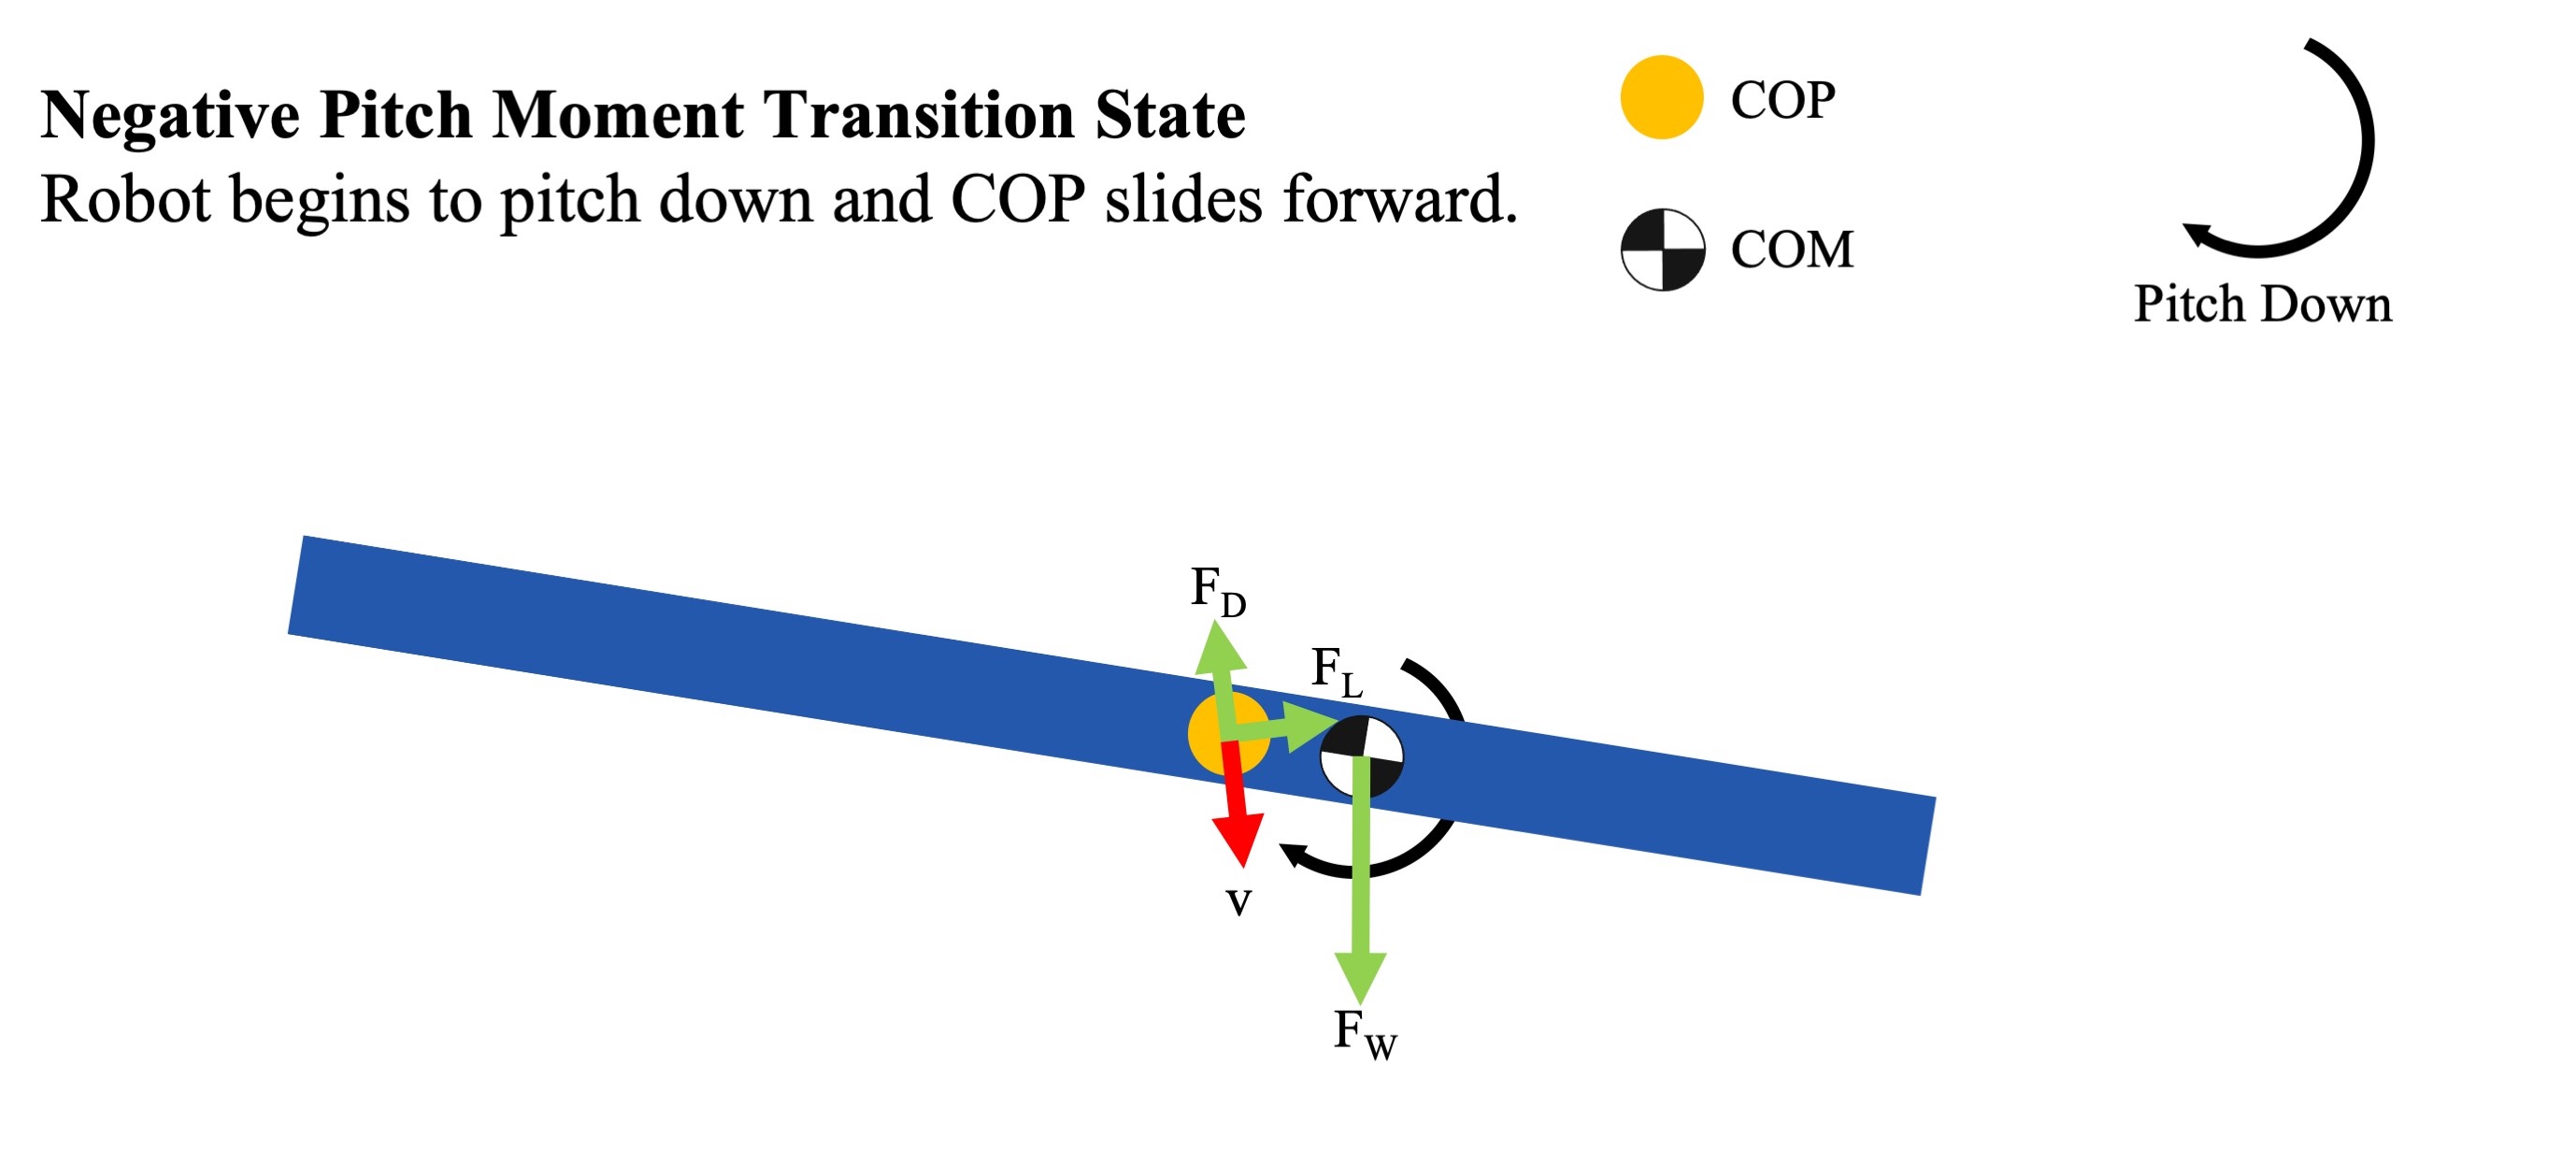 Negative Pitch Moment Transition State
Robot begins to pitch down and COP slides forward.
COP
COM
Pitch Down
F_D
F_L
v
F_W